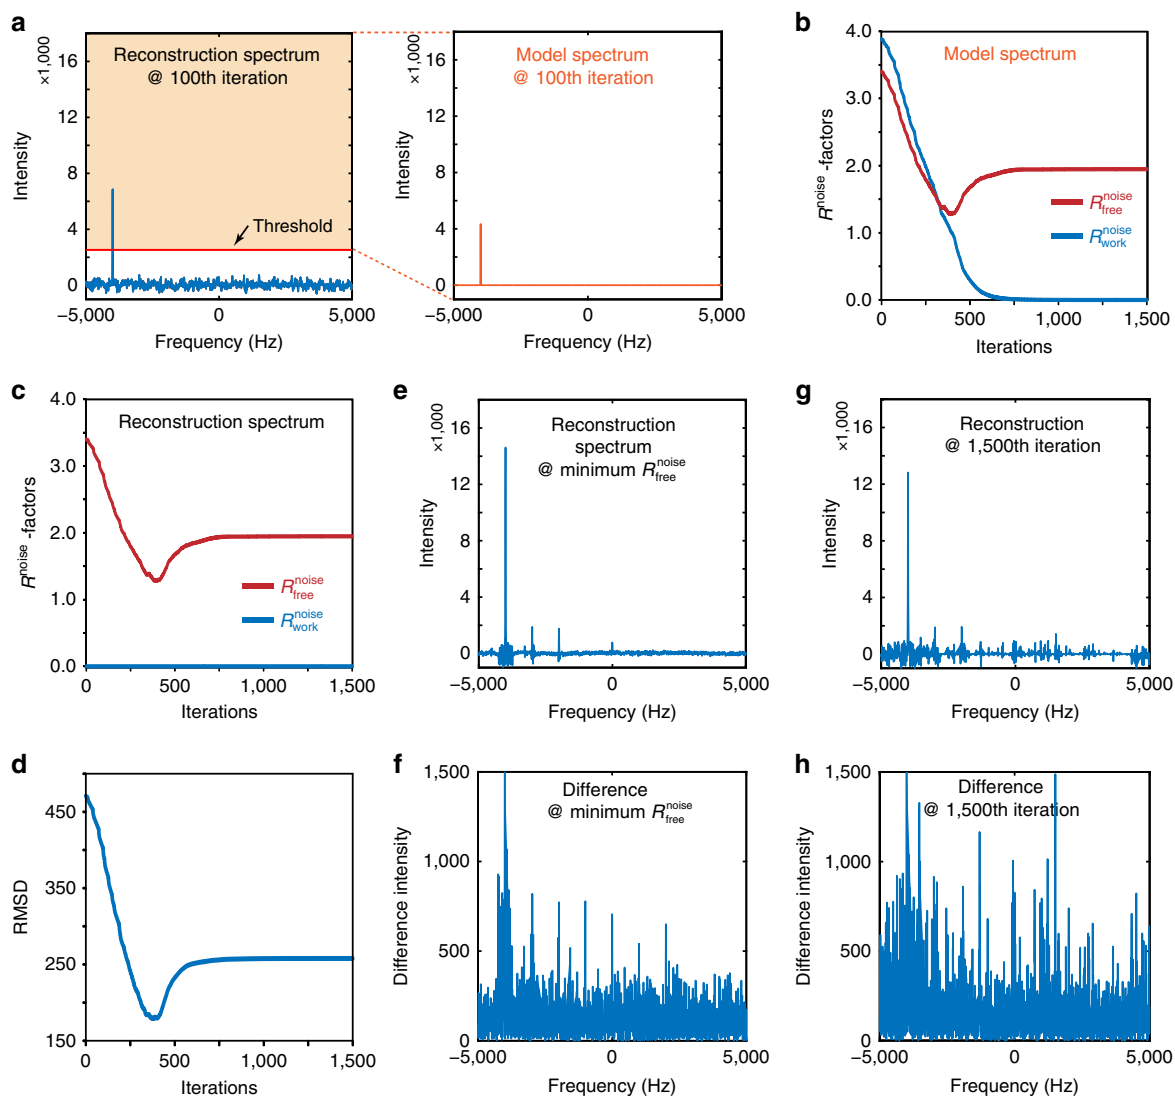 a
×1,000
16
12
8
4
0
Intensity
Reconstruction spectrum
@ 100th iteration
Threshold
−5,000
0
5,000
Frequency (Hz)
×1,000
16
12
8
4
0
Intensity
Model spectrum
@ 100th iteration
−5,000
0
5,000
Frequency (Hz)
b
4.0
3.0
2.0
1.0
0.0
R^noise -factors
Model spectrum
R^noise_free
R^noise_work
0
500
1,000
1,500
Iterations
c
4.0
3.0
2.0
1.0
0.0
R^noise -factors
Reconstruction spectrum
R^noise_free
R^noise_work
0
500
1,000
1,500
Iterations
e
×1,000
16
12
8
4
0
Intensity
Reconstruction
spectrum
@ minimum R^noise_free
−5,000
0
5,000
Frequency (Hz)
g
×1,000
16
12
8
4
0
Intensity
Reconstruction
@ 1,500th iteration
−5,000
0
5,000
Frequency (Hz)
d
450
350
250
150
RMSD
0
500
1,000
1,500
Iterations
f
1,500
1,000
500
0
Difference intensity
Difference
@ minimum R^noise_free
−5,000
0
5,000
Frequency (Hz)
h
1,500
1,000
500
0
Difference intensity
Difference
@ 1,500th iteration
−5,000
0
5,000
Frequency (Hz)